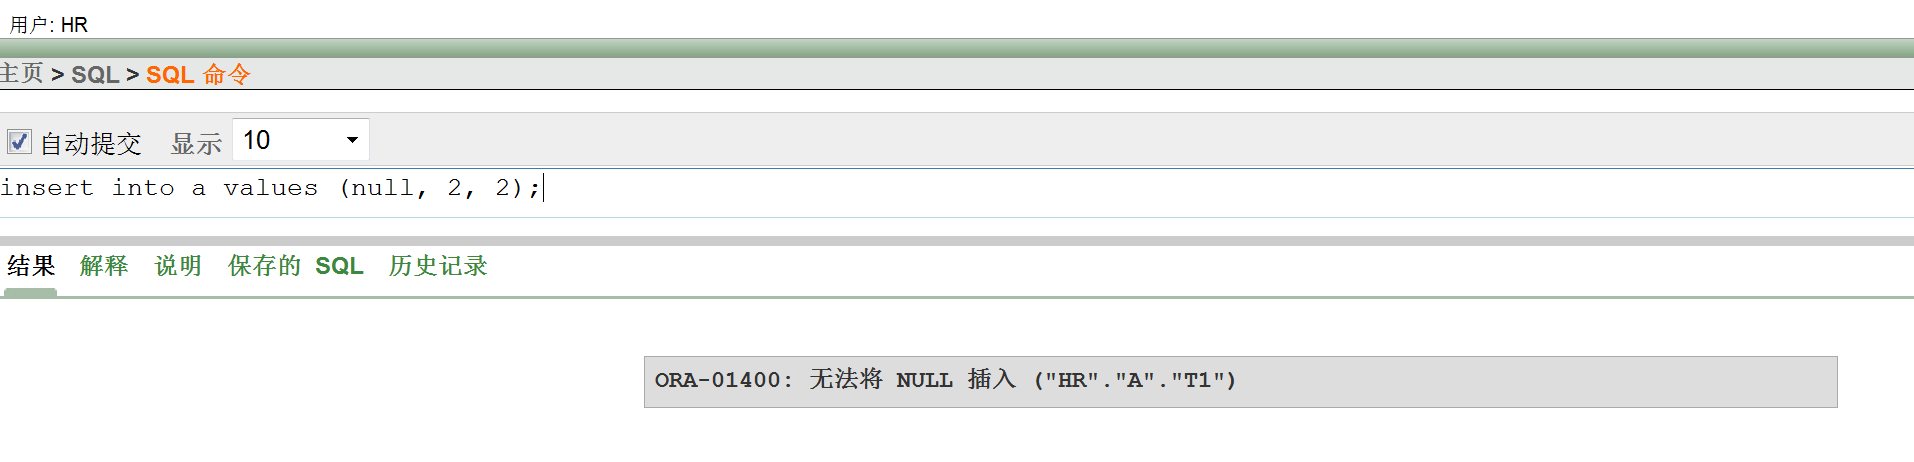 用户: HR
主页 > SQL > SQL 命令
自动提交 显示 10
insert into a values (null, 2, 2);
结果 解释 说明 保存的 SQL 历史记录
ORA-01400: 无法将 NULL 插入 ("HR"."A"."T1")